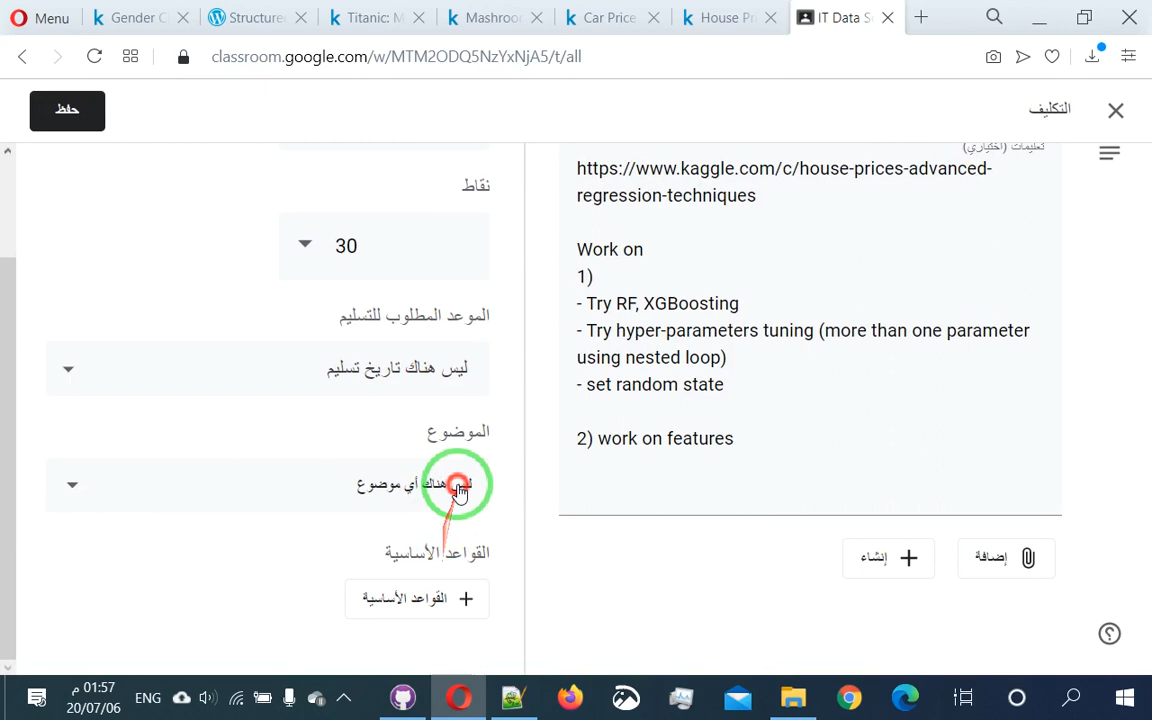 Menu
Gender C
Structure
Titanic: M
Mashroo
Car Price
House Pr
IT Data S
classroom.google.com/w/MTM2ODQ5NzYxNjA5/t/all
حفظ
التكليف
تعليمات (اختياري)
https://www.kaggle.com/c/house-prices-advanced-
regression-techniques
Work on
1)
- Try RF, XGBoosting
- Try hyper-parameters tuning (more than one parameter
using nested loop)
- set random state
2) work on features
إضافة
إنشاء
نقاط
30
الموعد المطلوب للتسليم
ليس هناك تاريخ تسليم
الموضوع
ليس هناك أي موضوع
القواعد الأساسية
القواعد الأساسية
01:57 م
ENG
20/07/06